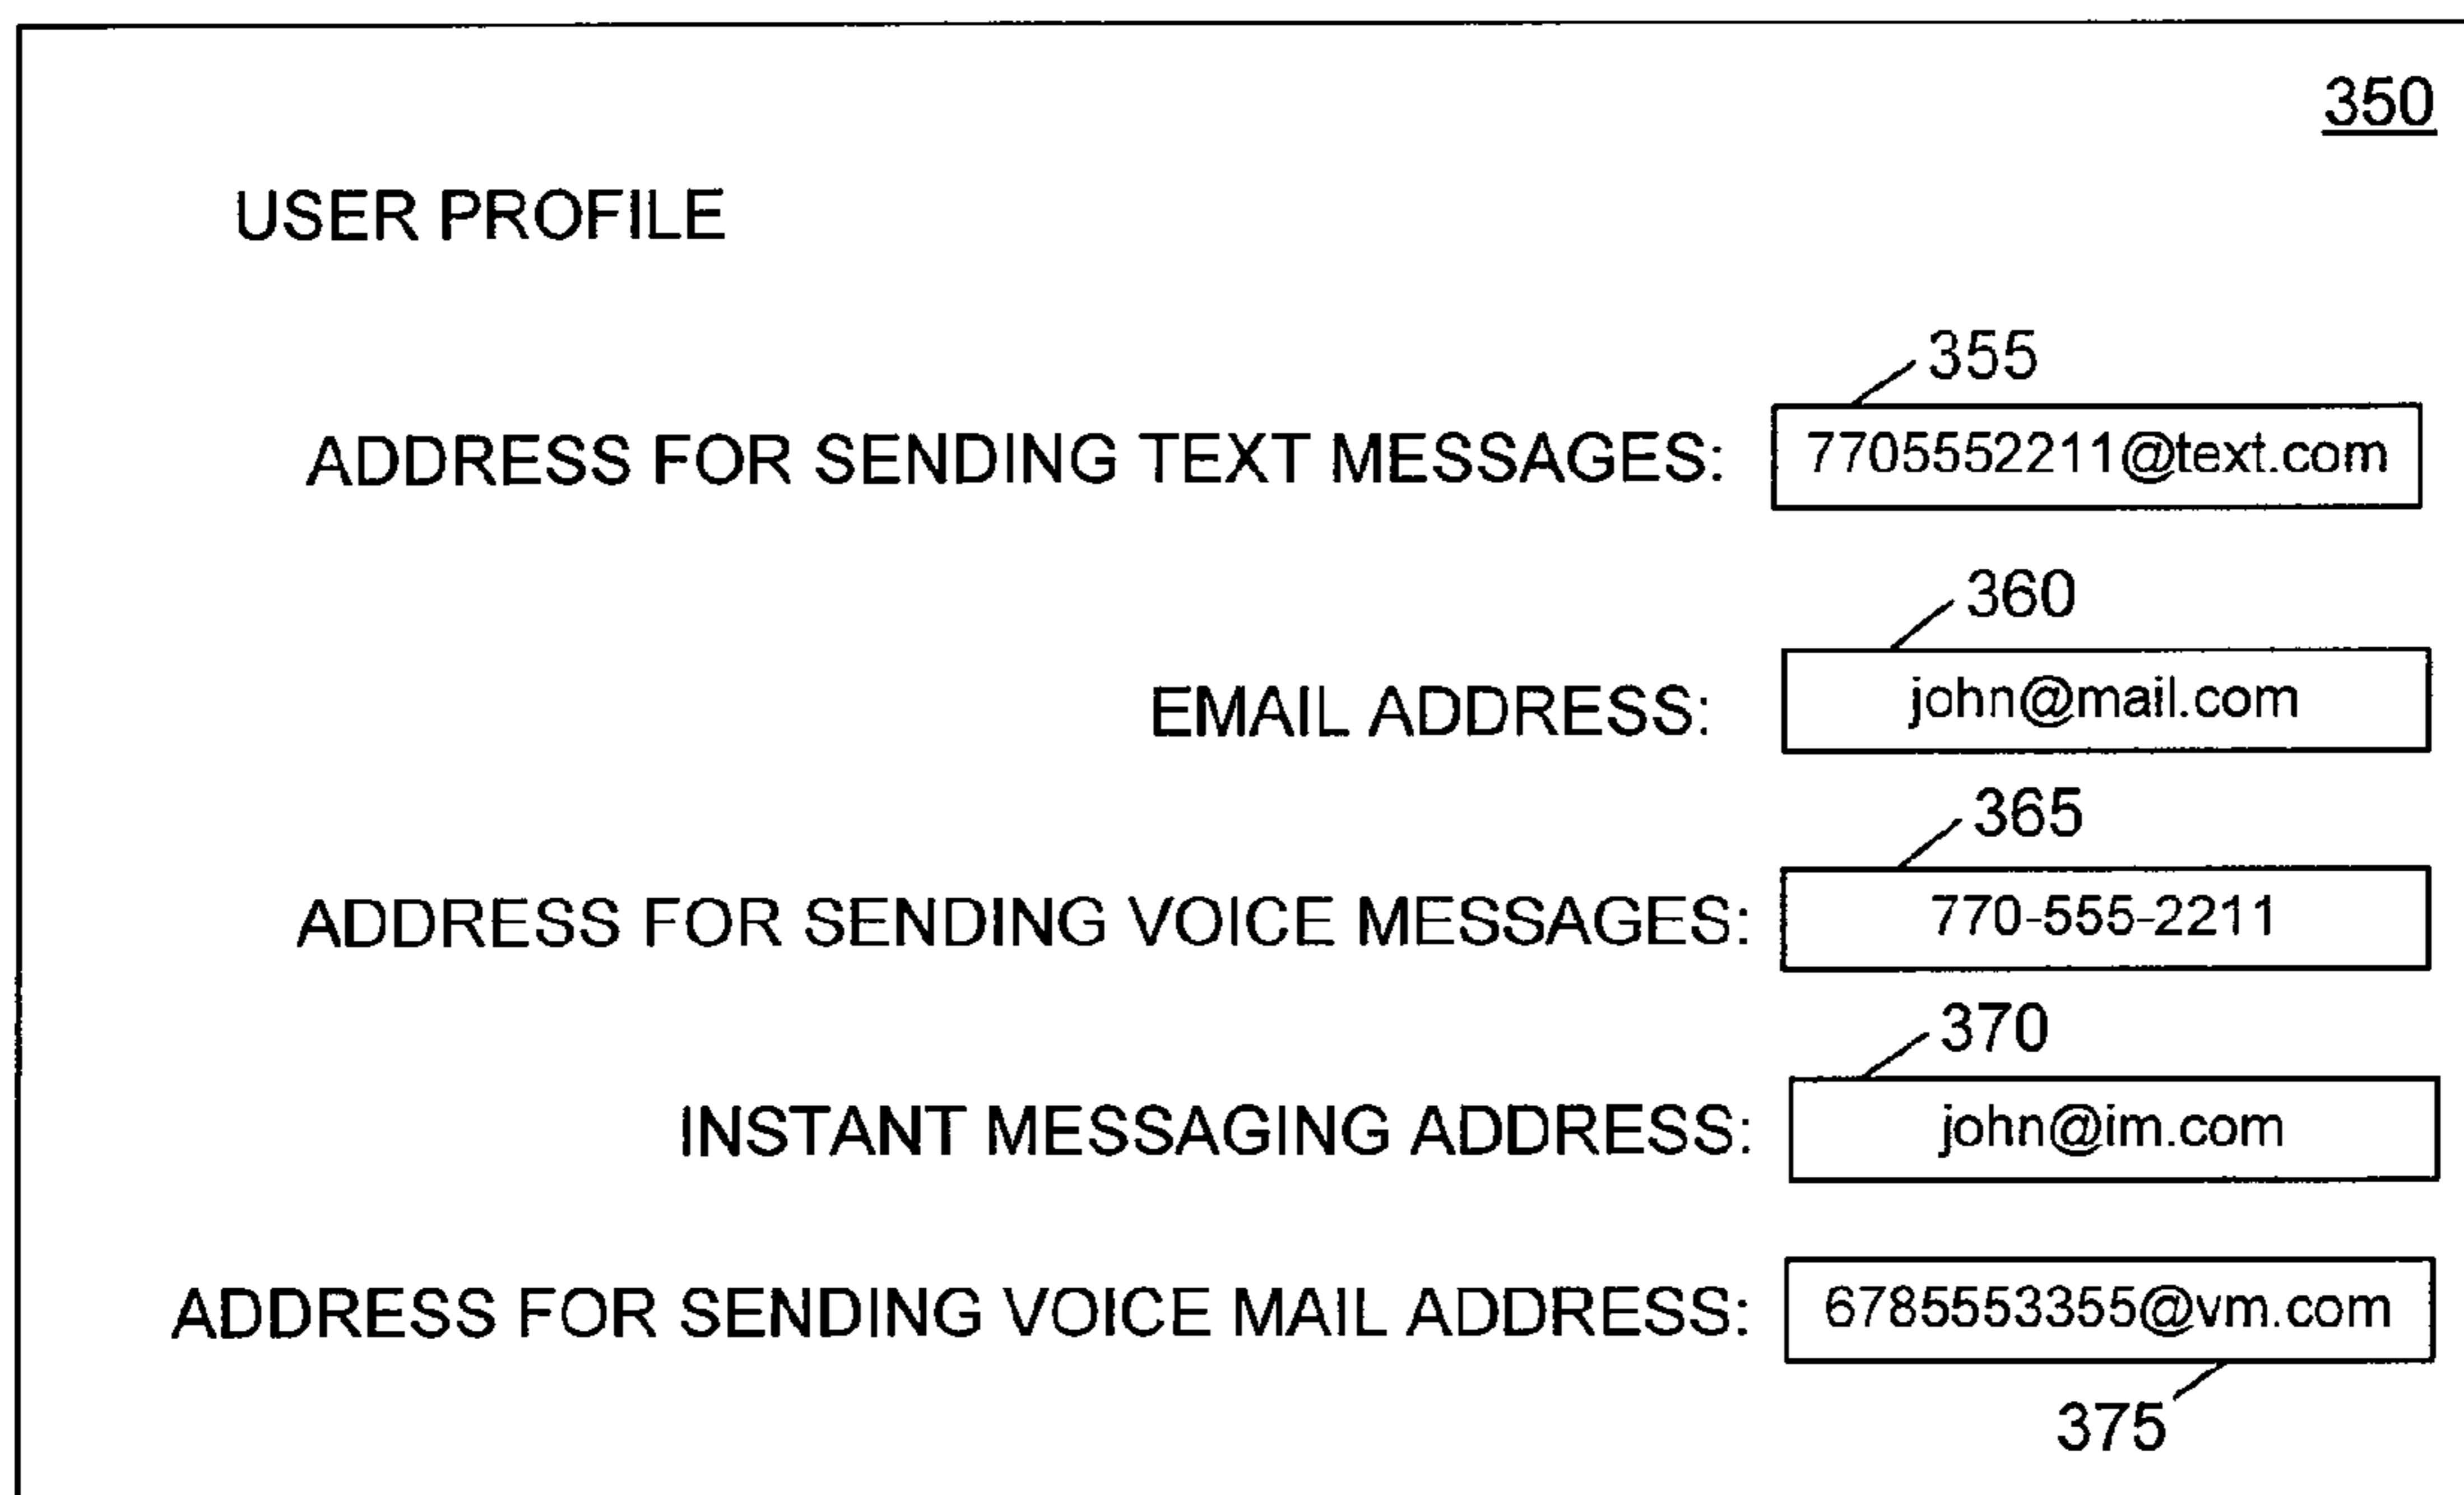 350
USER PROFILE
355
ADDRESS FOR SENDING TEXT MESSAGES: 7705552211@text.com
360
EMAIL ADDRESS: john@mail.com
365
ADDRESS FOR SENDING VOICE MESSAGES: 770-555-2211
370
INSTANT MESSAGING ADDRESS: john@im.com
ADDRESS FOR SENDING VOICE MAIL ADDRESS: 6785553355@vm.com
375